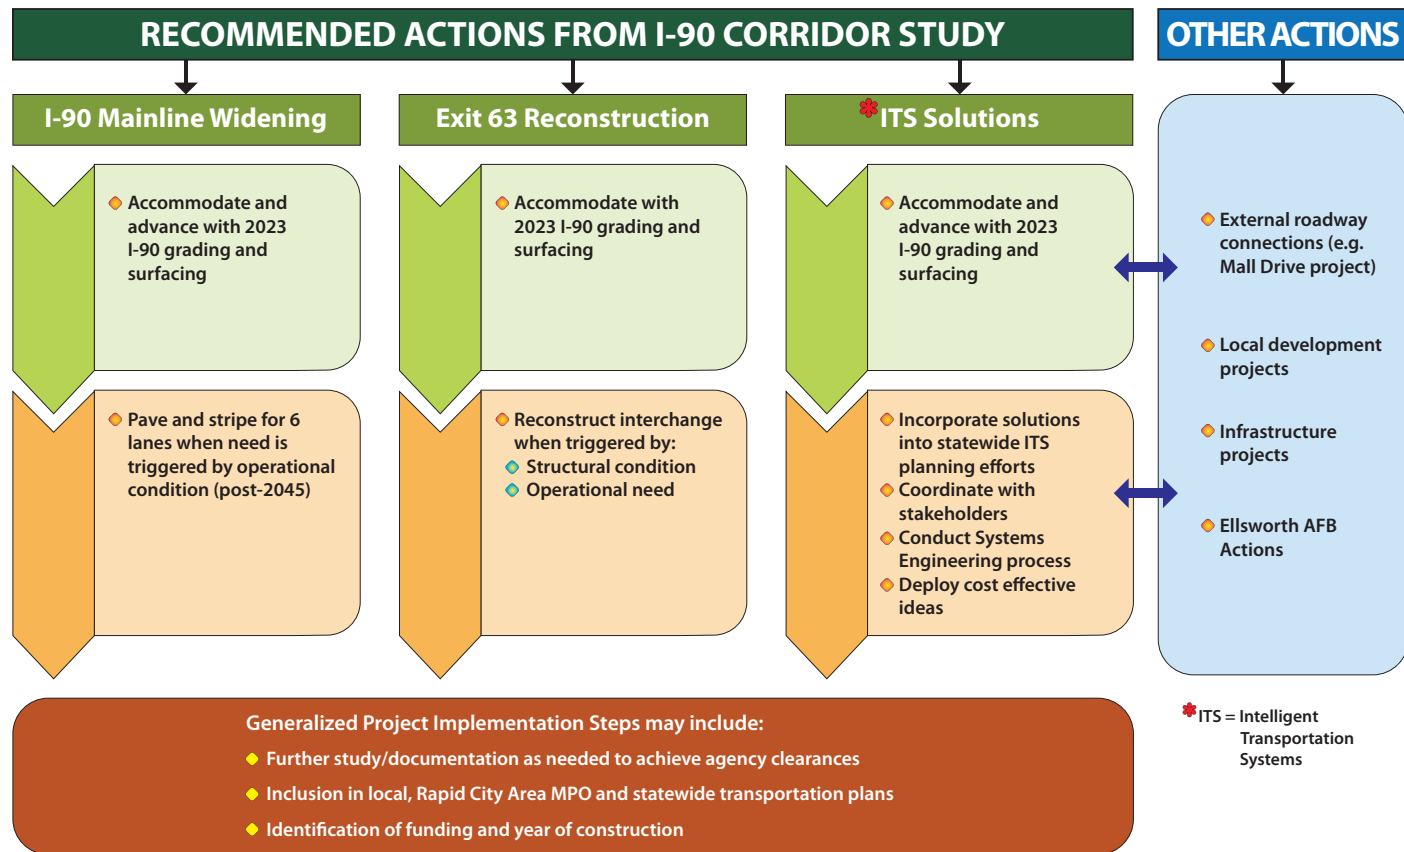 RECOMMENDED ACTIONS FROM I-90 CORRIDOR STUDY
OTHER ACTIONS
I-90 Mainline Widening
Accommodate and
advance with 2023
I-90 grading and
surfacing
Pave and stripe for 6
lanes when need is
triggered by operational
condition (post-2045)
Exit 63 Reconstruction
Accommodate with
2023 I-90 grading and
surfacing
Reconstruct interchange
when triggered by:
Structural condition
Operational need
*ITS Solutions
Accommodate and
advance with 2023
I-90 grading and
surfacing
Incorporate solutions
into statewide ITS
planning efforts
Coordinate with
stakeholders
Conduct Systems
Engineering process
Deploy cost effective
ideas
External roadway
connections (e.g.
Mall Drive project)
Local development
projects
Infrastructure
projects
Ellsworth AFB
Actions
Generalized Project Implementation Steps may include:
Further study/documentation as needed to achieve agency clearances
Inclusion in local, Rapid City Area MPO and statewide transportation plans
Identification of funding and year of construction
*ITS = Intelligent
Transportation
Systems